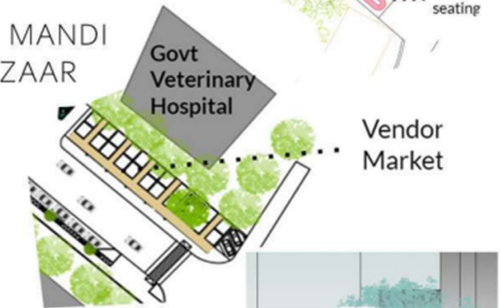 seating
MANDI
ZAAR
Govt
Veterinary
Hospital
Vendor
Market